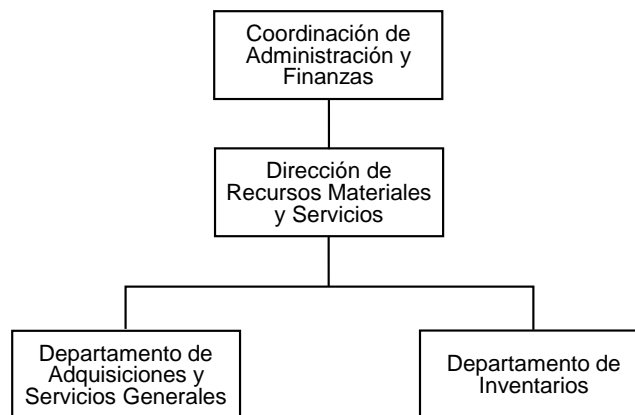 Coordinación de
Administración y
Finanzas
Dirección de
Recursos Materiales
y Servicios
Departamento de
Adquisiciones y
Servicios Generales
Departamento de
Inventarios